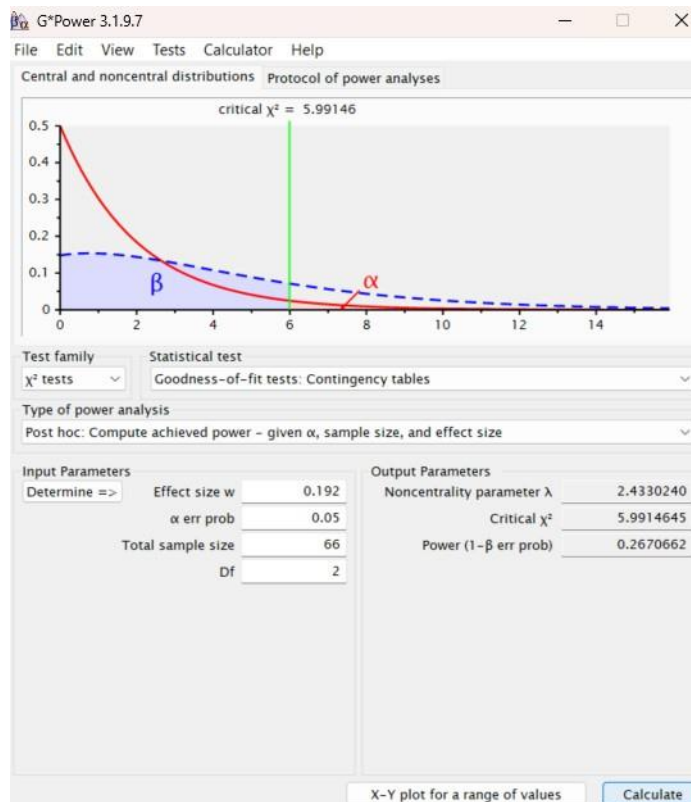 G*Power 3.1.9.7
File Edit View Tests Calculator Help
Central and noncentral distributions Protocol of power analyses
critical χ² = 5.99146
0.5
0.4
0.3
0.2
0.1
0
β
α
0 2 4 6 8 10 12 14
Test family Statistical test
χ² tests Goodness-of-fit tests: Contingency tables
Type of power analysis
Post hoc: Compute achieved power - given α, sample size, and effect size
Input Parameters Output Parameters
Determine => Effect size w 0.192 Noncentrality parameter λ 2.4330240
α err prob 0.05 Critical χ² 5.9914645
Total sample size 66 Power (1-β err prob) 0.2670662
Df 2
X-Y plot for a range of values Calculate